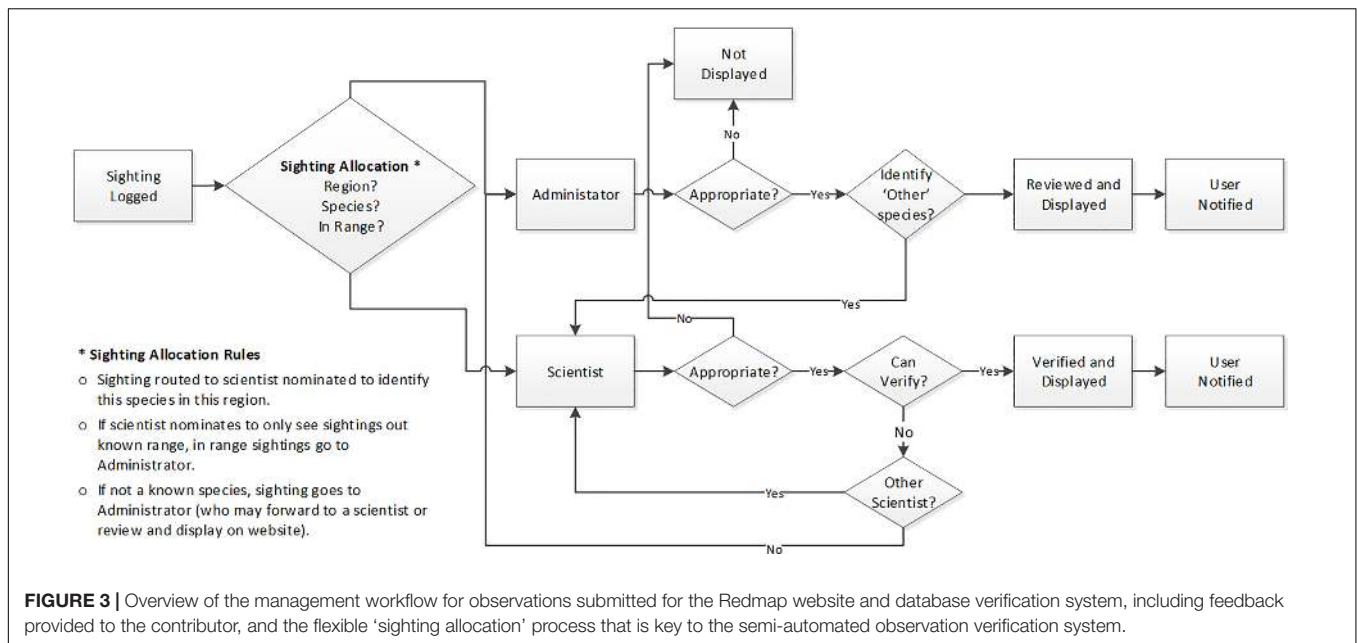 Not
Displayed
No
Sighting
Logged
Sighting Allocation *
Region?
Species?
In Range?
Administator
Appropriate?
Yes
Identify
'Other'
species?
Reviewed and
Displayed
User
Notified
Yes
No
* Sighting Allocation Rules
o Sighting routed to scientist nominated to identify
this species in this region.
o If scientist nominates to only see sightings out
known range, in range sightings go to
Administrator.
o If not a known species, sighting goes to
Administrator (who may forward to a scientist or
review and display on website).
Scientist
Appropriate?
Yes
Can
Verify?
Yes
Verified and
Displayed
User
Notified
No
Other
Scientist?
Yes
No
FIGURE 3 | Overview of the management workflow for observations submitted for the Redmap website and database verification system, including feedback
provided to the contributor, and the flexible 'sighting allocation' process that is key to the semi-automated observation verification system.